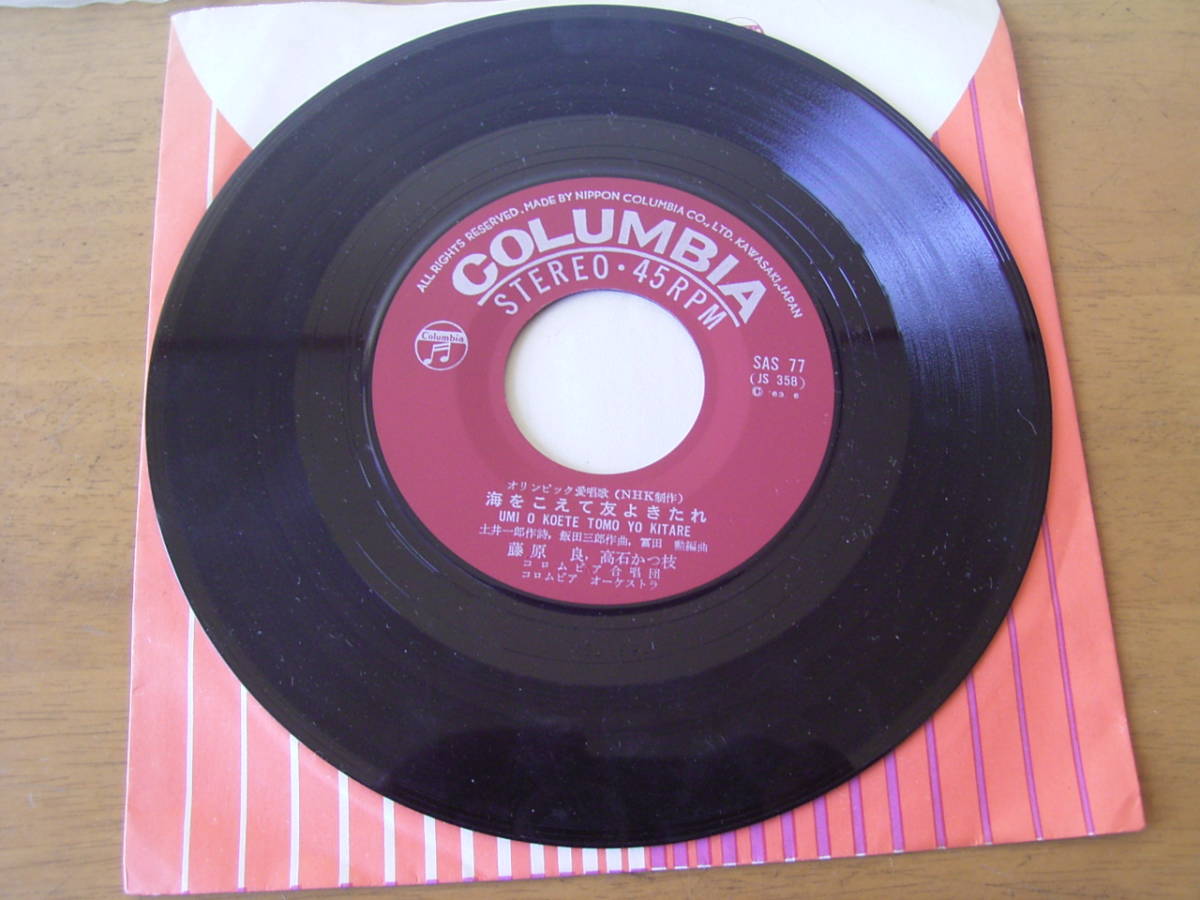 ALL RIGHTS RESERVED. MADE BY NIPPON COLUMBIA CO., LTD. KAWASAKI, JAPAN
COLUMBIA
STEREO・45RPM
Columbia
SAS 77
(JS 358)
Ⓒ '63 6
オリンピック愛唱歌（NHK制作）
海をこえて友よきたれ
UMI O KOETE TOMO YO KITARE
土井一郎作詩, 飯田三郎作曲, 冨田 勲編曲
藤原 良, 高石かつ枝
コロムビア合唱団
コロムビア オーケストラ